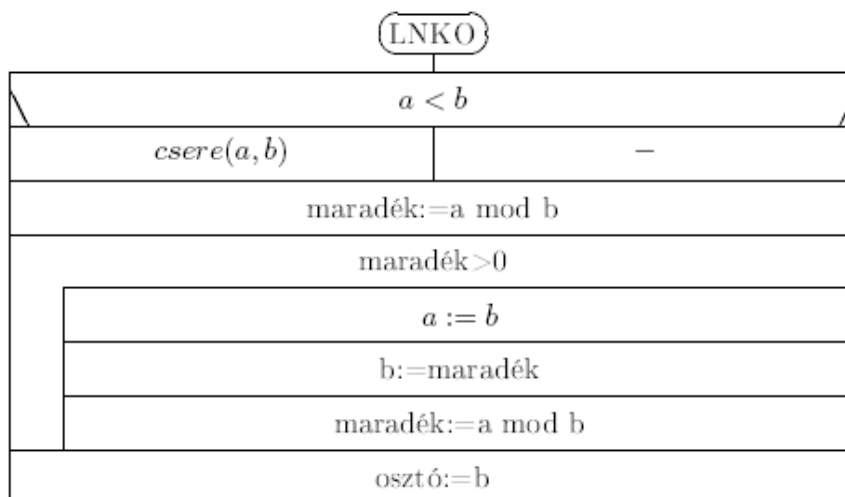 LNKO
a < b
csere(a, b)
−
maradék:=a mod b
maradék>0
a := b
b:=maradék
maradék:=a mod b
osztó:=b